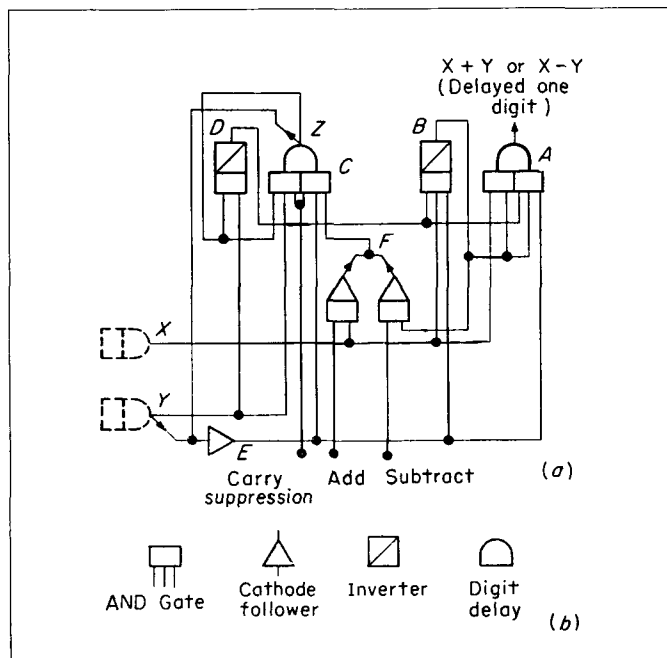 X + Y or X – Y
(Delayed one
digit)
Z
D
B
A
C
F
X
Y
E
Carry
suppression
Add
Subtract
(a)
AND Gate
Cathode
follower
Inverter
Digit
delay
(b)